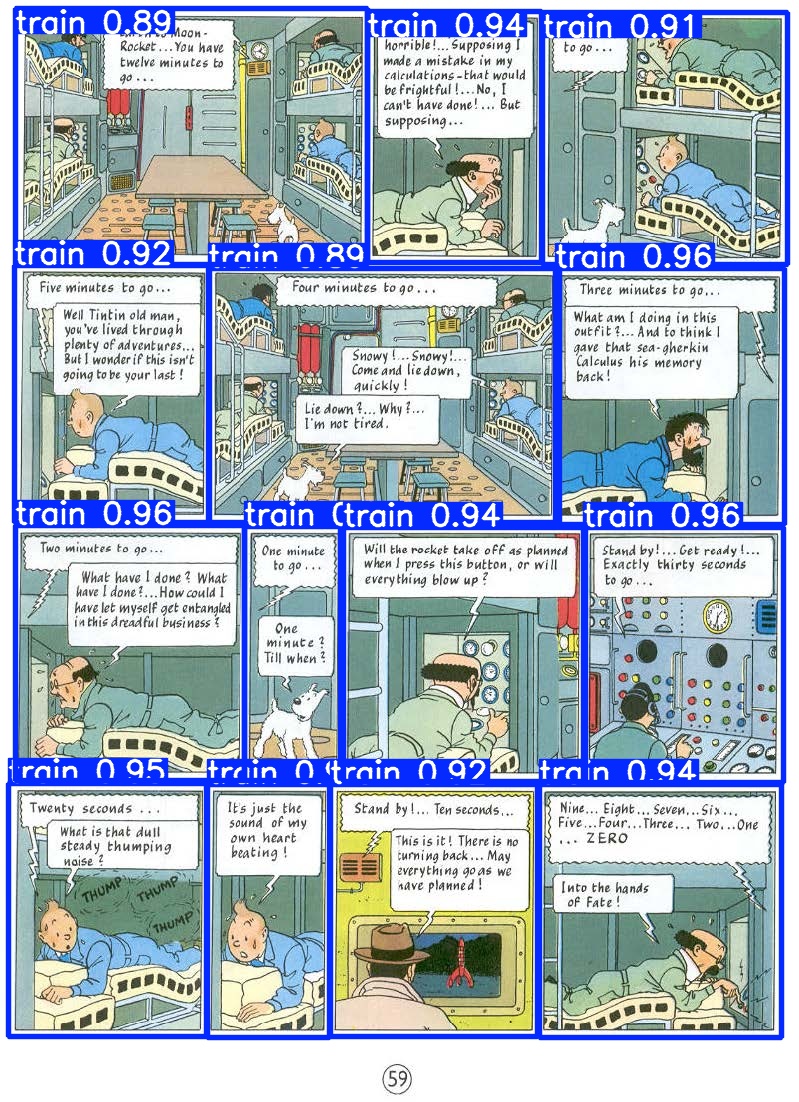 train 0.89
Moon-
Rocket...You have
twelve minutes to
go...
train 0.94
horrible!...Supposing I
made a mistake in my
calculations-that would
be frightful!...No, I
can't have done!... But
supposing...
train 0.91
to go...
train 0.92
Five minutes to go...
Well Tintin old man,
you've lived through
plenty of adventures...
But I wonder if this isn't
going to be your last!
train 0.89
Four minutes to go...
Snowy!...Snowy!...
Come and lie down,
quickly!
Lie down?... Why?...
I'm not tired.
train 0.96
Three minutes to go...
What am I doing in this
outfit?... And to think I
gave that sea-gherkin
Calculus his memory
back!
train 0.96
Two minutes to go...
What have I done? What
have I done?...How could I
have let myself get entangled
in this dreadful business?
train
One minute
to go...
One
minute?
Till when?
train 0.94
Will the rocket take off as planned
when I press this button, or will
everything blow up?
train 0.96
Stand by!...Get ready!...
Exactly thirty seconds
to go...
train 0.95
Twenty seconds ...
What is that dull
steady thumping
noise?
THUMP
THUMP
THUMP
train
It's just the
sound of my
own heart
beating!
train 0.92
Stand by!... Ten seconds...
This is it! There is no
turning back... May
everything go as we
have planned!
train 0.94
Nine... Eight...Seven...Six...
Five...Four...Three... Two...One
... ZERO
Into the hands
of Fate!
59